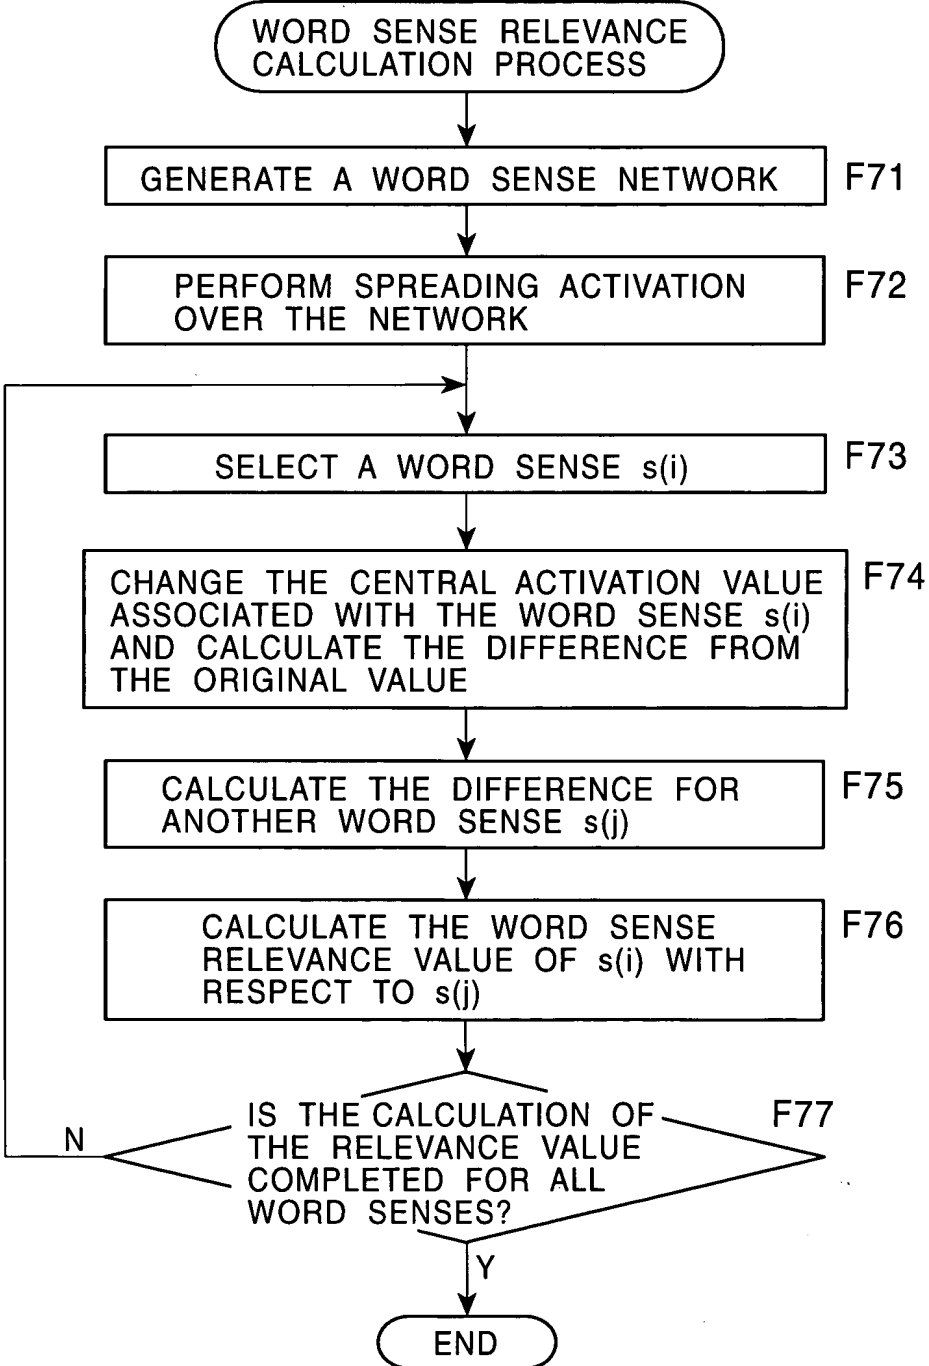 WORD SENSE RELEVANCE
CALCULATION PROCESS
GENERATE A WORD SENSE NETWORK
F71
PERFORM SPREADING ACTIVATION
OVER THE NETWORK
F72
SELECT A WORD SENSE s(i)
F73
CHANGE THE CENTRAL ACTIVATION VALUE
ASSOCIATED WITH THE WORD SENSE s(i)
AND CALCULATE THE DIFFERENCE FROM
THE ORIGINAL VALUE
F74
CALCULATE THE DIFFERENCE FOR
ANOTHER WORD SENSE s(j)
F75
CALCULATE THE WORD SENSE
RELEVANCE VALUE OF s(i) WITH
RESPECT TO s(j)
F76
IS THE CALCULATION OF
THE RELEVANCE VALUE
COMPLETED FOR ALL
WORD SENSES?
F77
N
Y
END